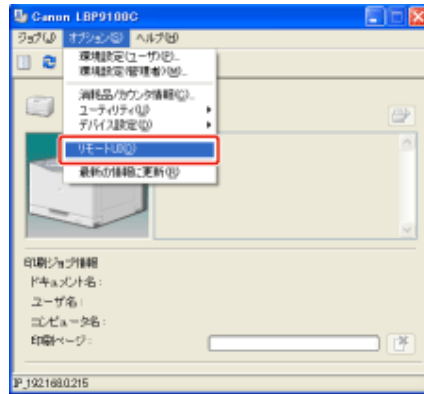 Canon LBP9100C
ジョブ(J) オプション(S) ヘルプ(H)
環境設定(ユーザ)(E)...
環境設定(管理者)(M)...
消耗品/カウンタ情報(C)...
ユーティリティ(U)
デバイス設定(D)
リモートUI(Q)
最新の情報に更新(R)
印刷ジョブ情報
ドキュメント名:
ユーザ名:
コンピュータ名:
印刷ページ:
IP_192.168.0.215